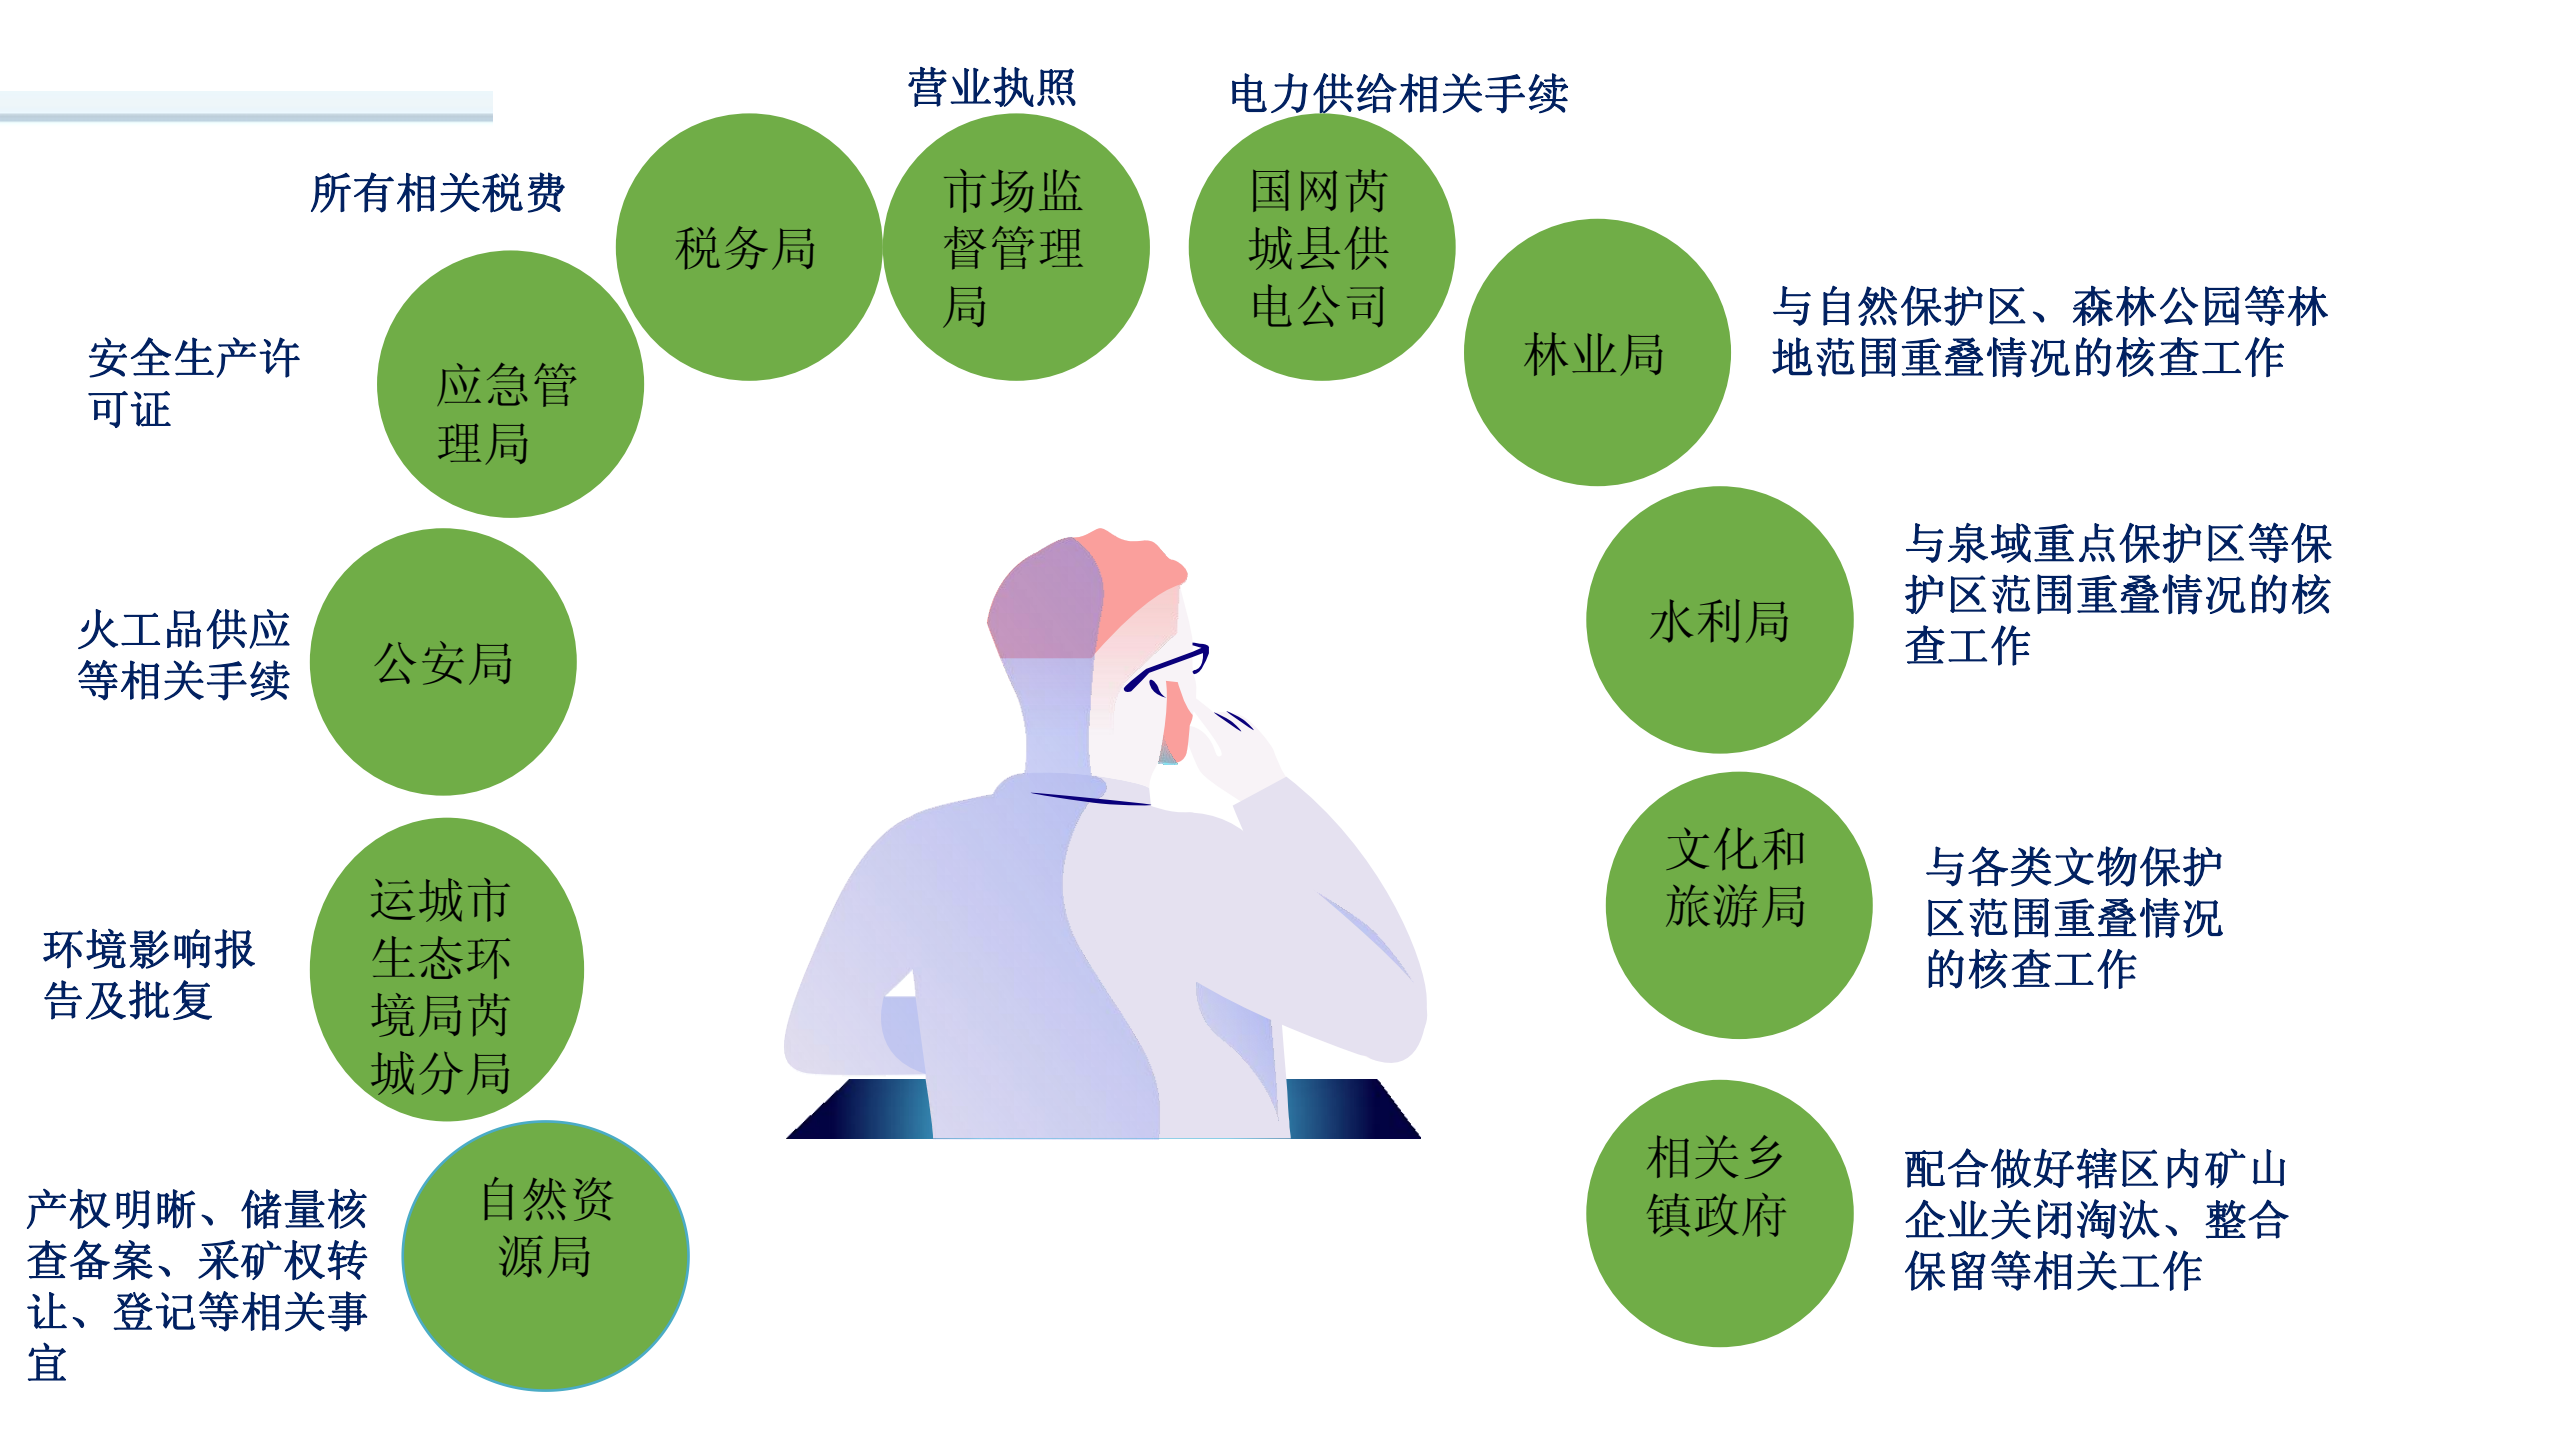 营业执照
电力供给相关手续
所有相关税费
税务局
市场监
督管理
局
国网芮
城县供
电公司
林业局
与自然保护区、森林公园等林
地范围重叠情况的核查工作
安全生产许
可证
应急管
理局
水利局
与泉域重点保护区等保
护区范围重叠情况的核
查工作
火工品供应
等相关手续
公安局
文化和
旅游局
与各类文物保护
区范围重叠情况
的核查工作
环境影响报
告及批复
运城市
生态环
境局芮
城分局
相关乡
镇政府
配合做好辖区内矿山
企业关闭淘汰、整合
保留等相关工作
产权明晰、储量核
查备案、采矿权转
让、登记等相关事
宜
自然资
源局